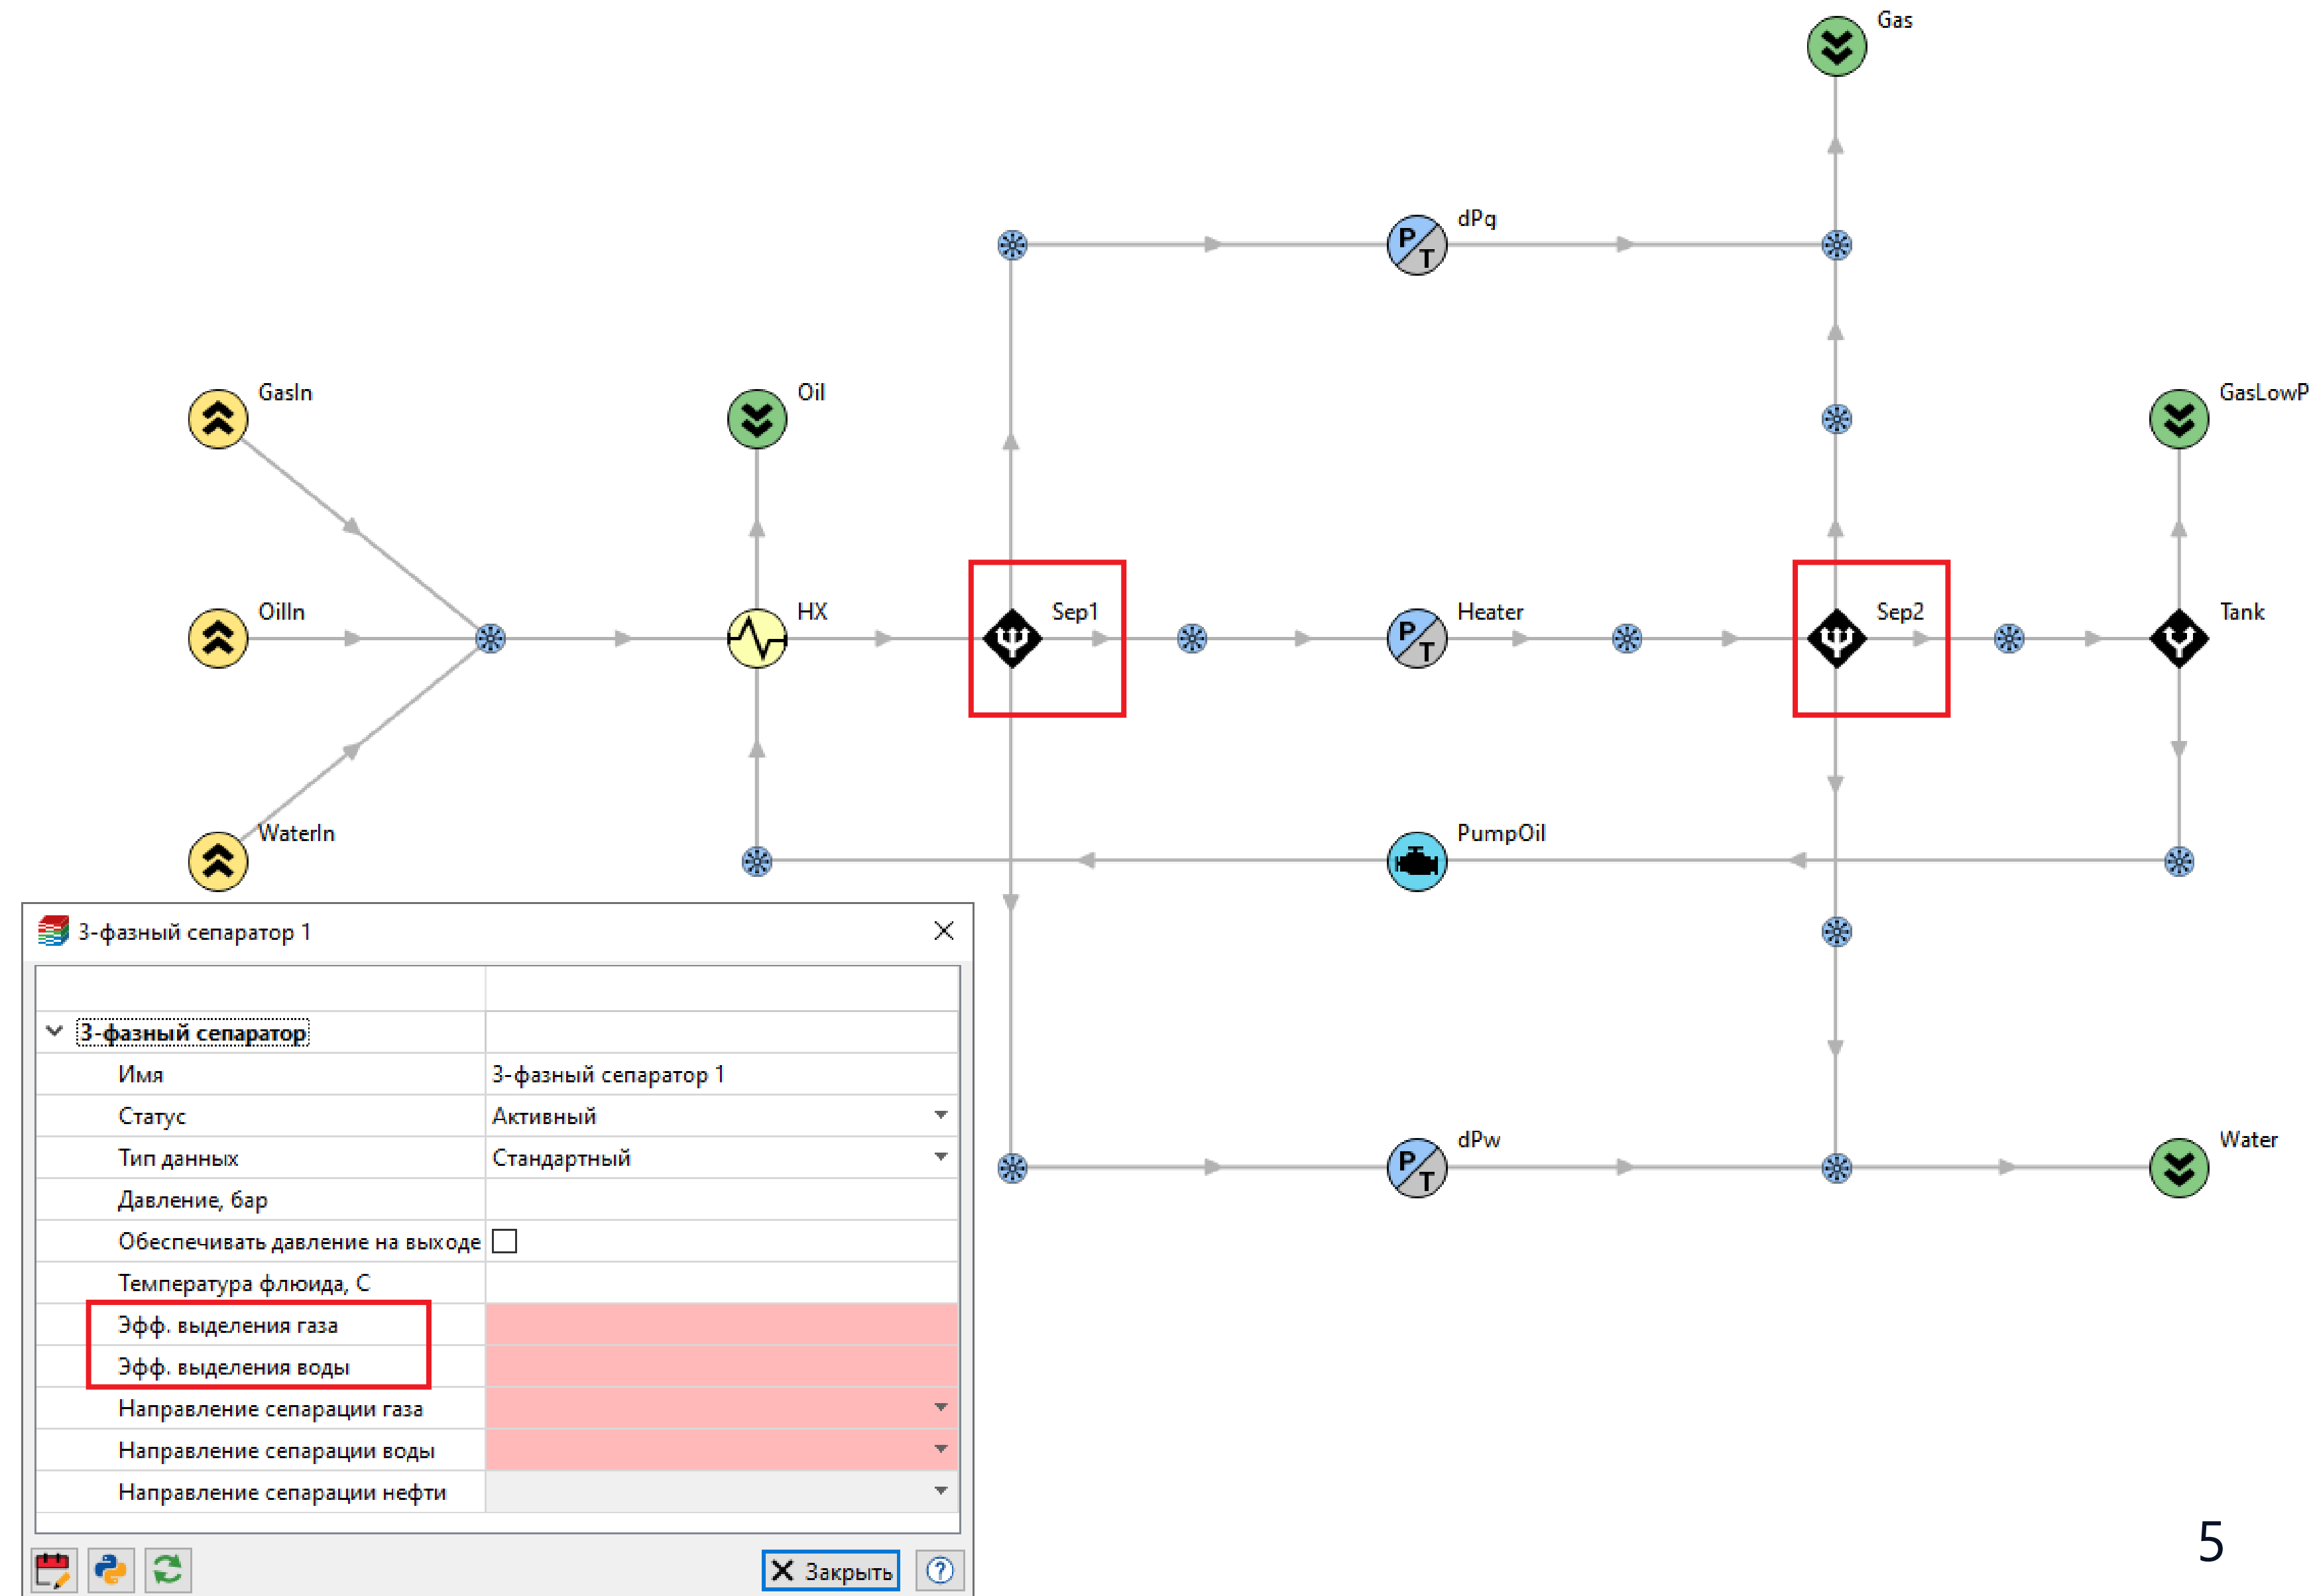 Gas
dPq
GasIn
Oil
GasLowP
OilIn
HX
Sep1
Heater
Sep2
Tank
WaterIn
PumpOil
dPw
Water
P
T
P
T
P
T
3-фазный сепаратор 1
3-фазный сепаратор
Имя 3-фазный сепаратор 1
Статус Активный
Тип данных Стандартный
Давление, бар
Обеспечивать давление на выходе
Температура флюида, С
Эфф. выделения газа
Эфф. выделения воды
Направление сепарации газа
Направление сепарации воды
Направление сепарации нефти
Закрыть
?
5